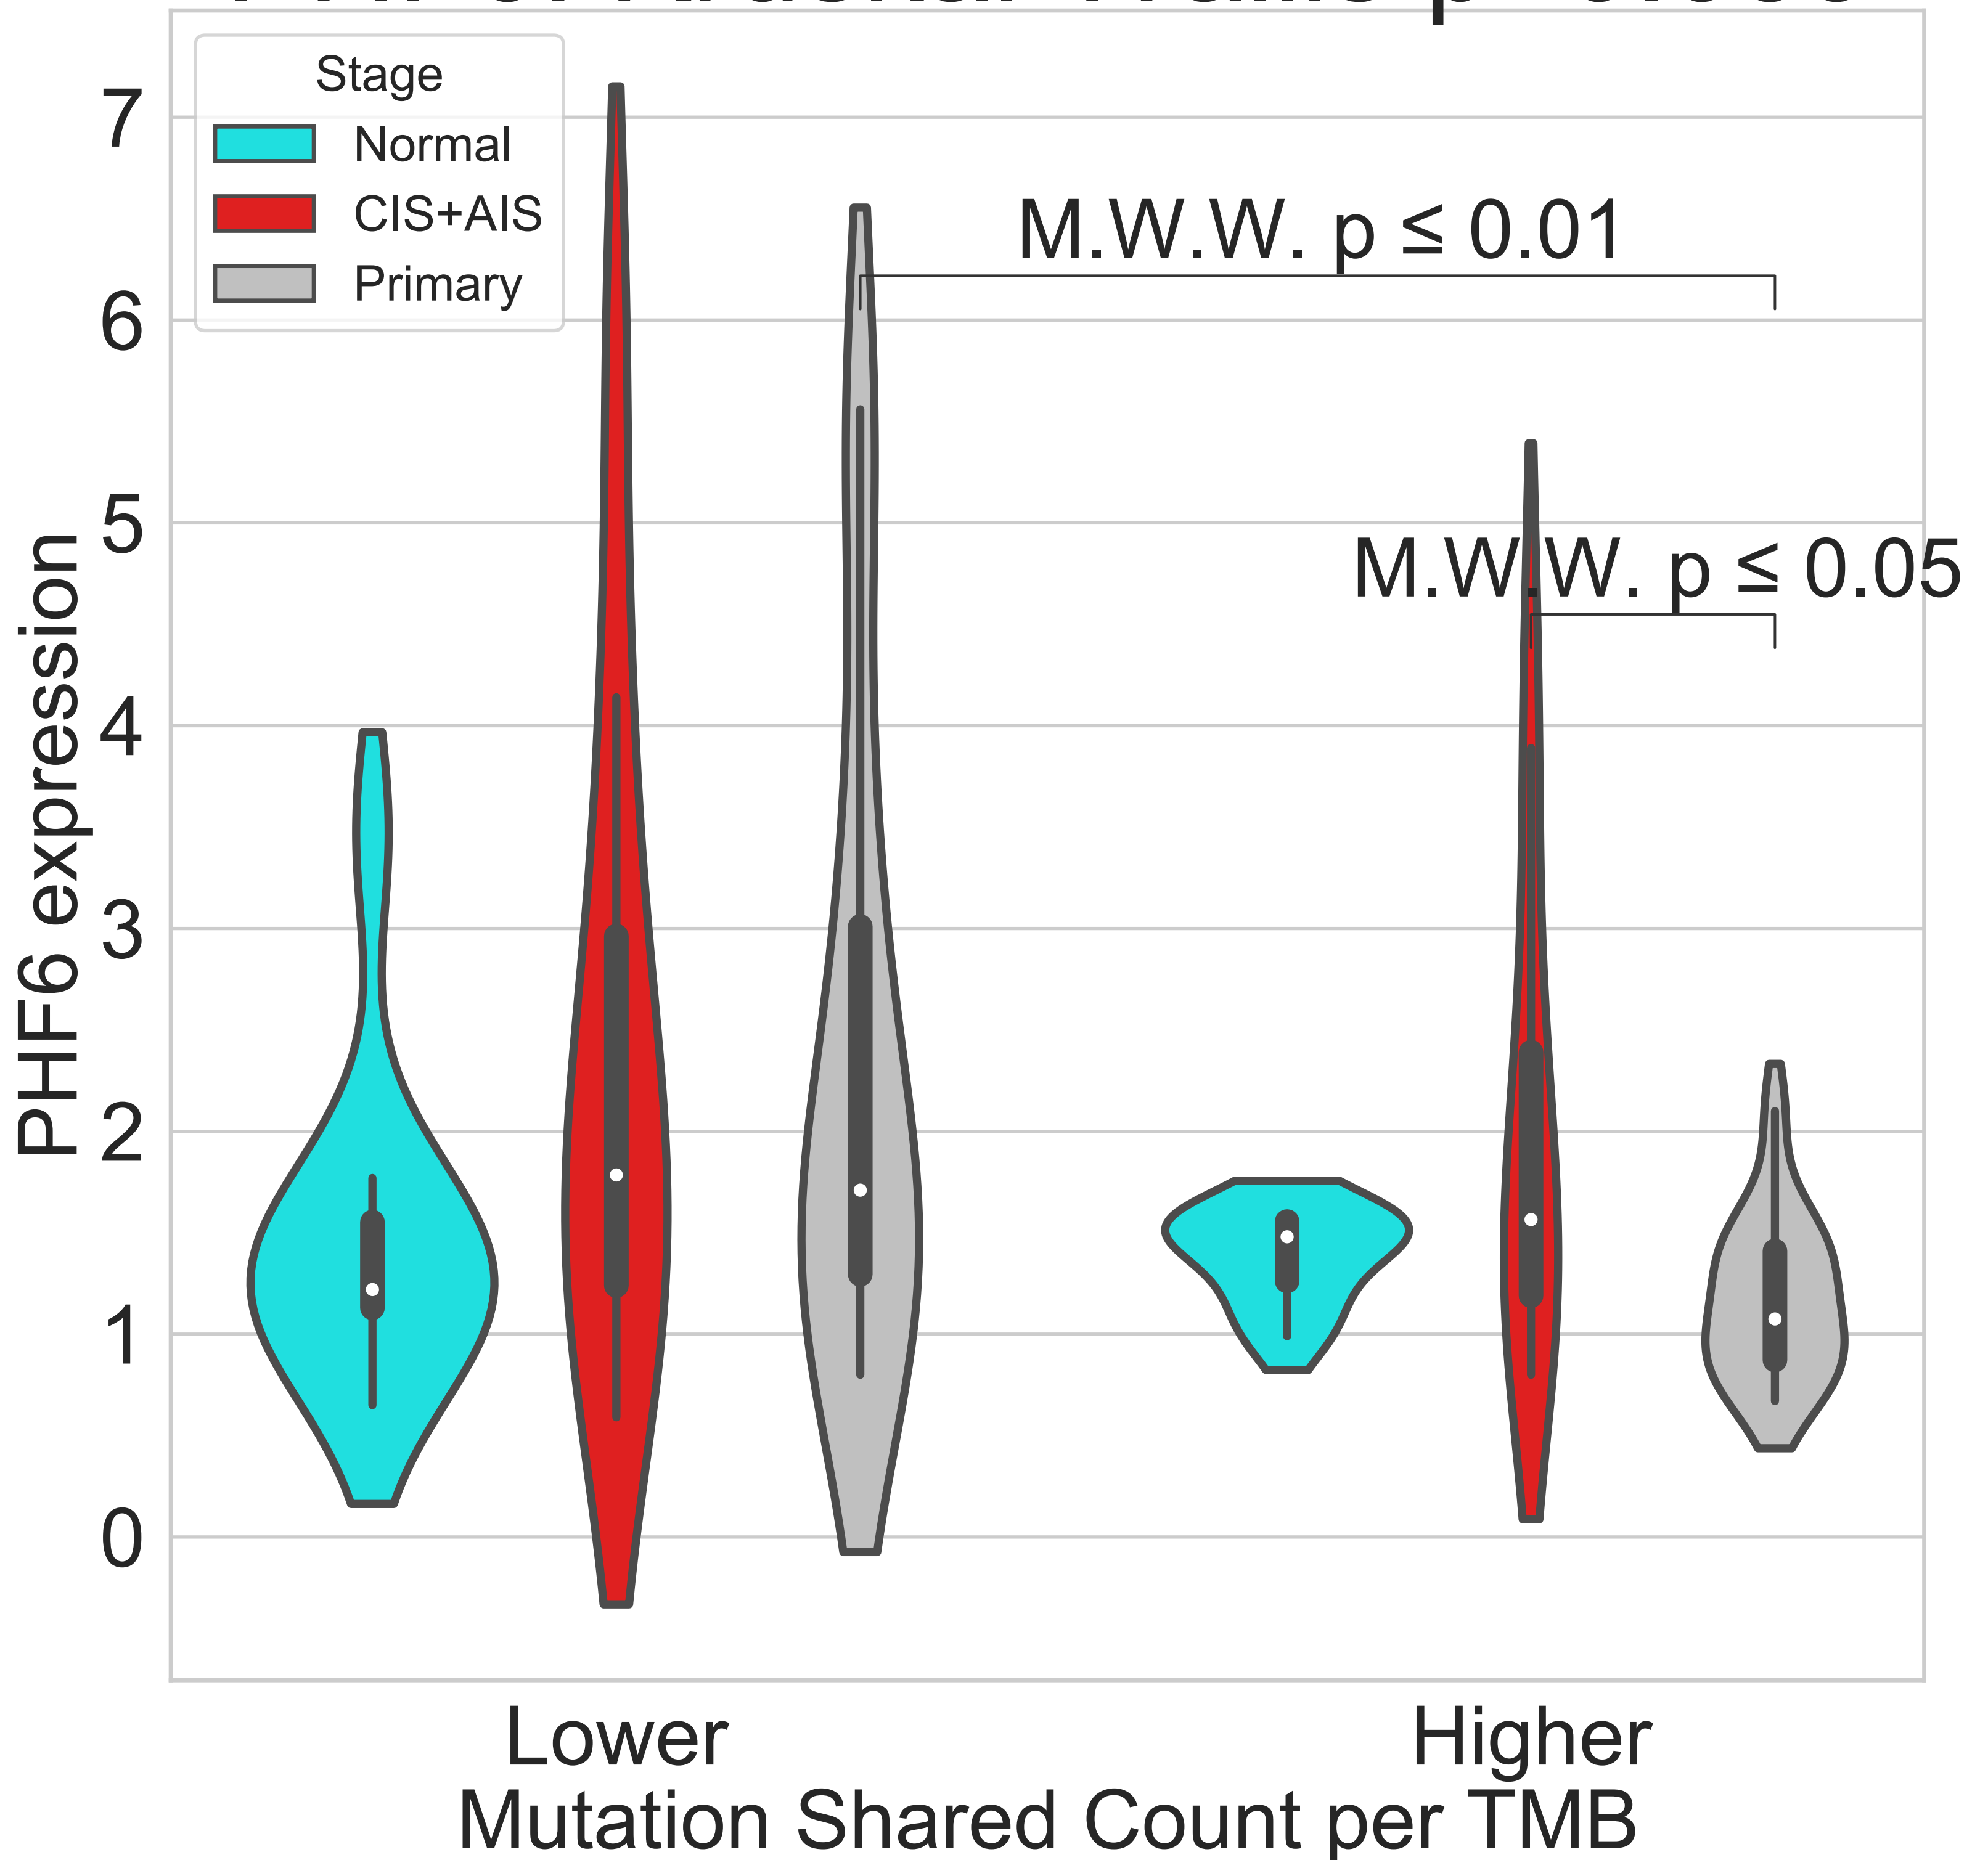 Stage
Normal
CIS+AIS
Primary
M.W.W. p ≤ 0.01
M.W.W. p ≤ 0.05
7
6
5
4
3
2
1
0
PHF6 expression
Lower
Higher
Mutation Shared Count per TMB